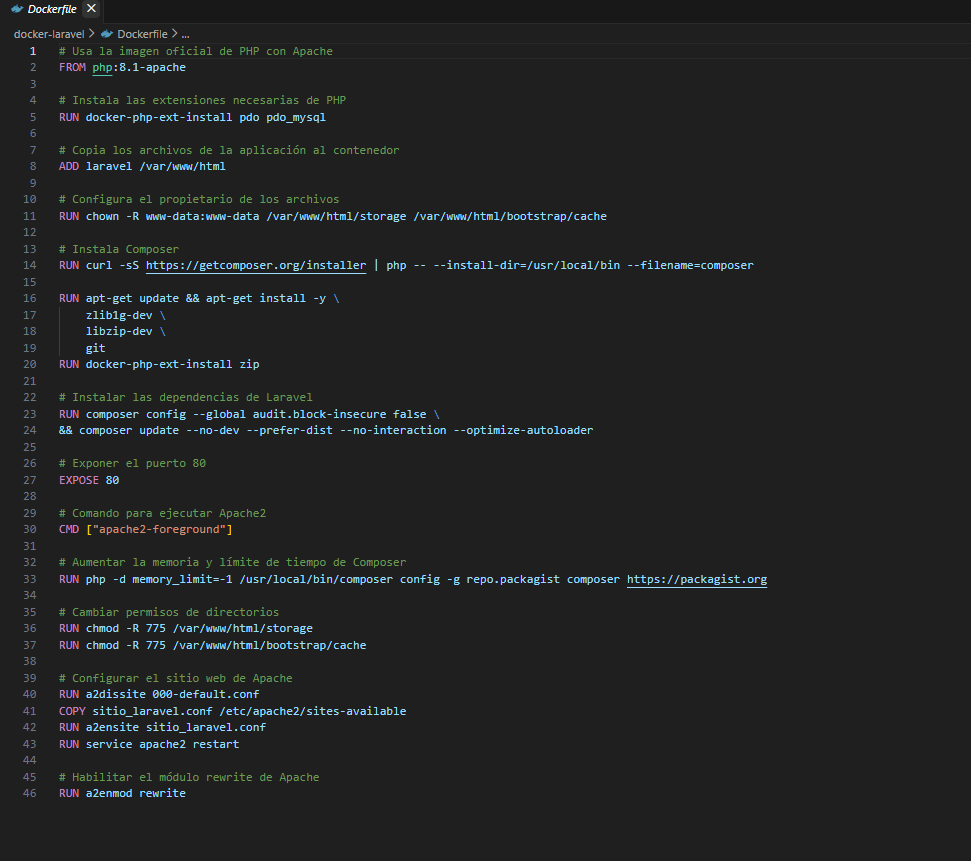 Dockerfile
docker-laravel > Dockerfile > ...
1 # Usa la imagen oficial de PHP con Apache
2 FROM php:8.1-apache
3
4 # Instala las extensiones necesarias de PHP
5 RUN docker-php-ext-install pdo pdo_mysql
6
7 # Copia los archivos de la aplicación al contenedor
8 ADD laravel /var/www/html
9
10 # Configura el propietario de los archivos
11 RUN chown -R www-data:www-data /var/www/html/storage /var/www/html/bootstrap/cache
12
13 # Instala Composer
14 RUN curl -sS https://getcomposer.org/installer | php -- --install-dir=/usr/local/bin --filename=composer
15
16 RUN apt-get update && apt-get install -y \
17     zlib1g-dev \
18     libzip-dev \
19     git
20 RUN docker-php-ext-install zip
21
22 # Instalar las dependencias de Laravel
23 RUN composer config --global audit.block-insecure false \
24 && composer update --no-dev --prefer-dist --no-interaction --optimize-autoloader
25
26 # Exponer el puerto 80
27 EXPOSE 80
28
29 # Comando para ejecutar Apache2
30 CMD ["apache2-foreground"]
31
32 # Aumentar la memoria y límite de tiempo de Composer
33 RUN php -d memory_limit=-1 /usr/local/bin/composer config -g repo.packagist composer https://packagist.org
34
35 # Cambiar permisos de directorios
36 RUN chmod -R 775 /var/www/html/storage
37 RUN chmod -R 775 /var/www/html/bootstrap/cache
38
39 # Configurar el sitio web de Apache
40 RUN a2dissite 000-default.conf
41 COPY sitio_laravel.conf /etc/apache2/sites-available
42 RUN a2ensite sitio_laravel.conf
43 RUN service apache2 restart
44
45 # Habilitar el módulo rewrite de Apache
46 RUN a2enmod rewrite